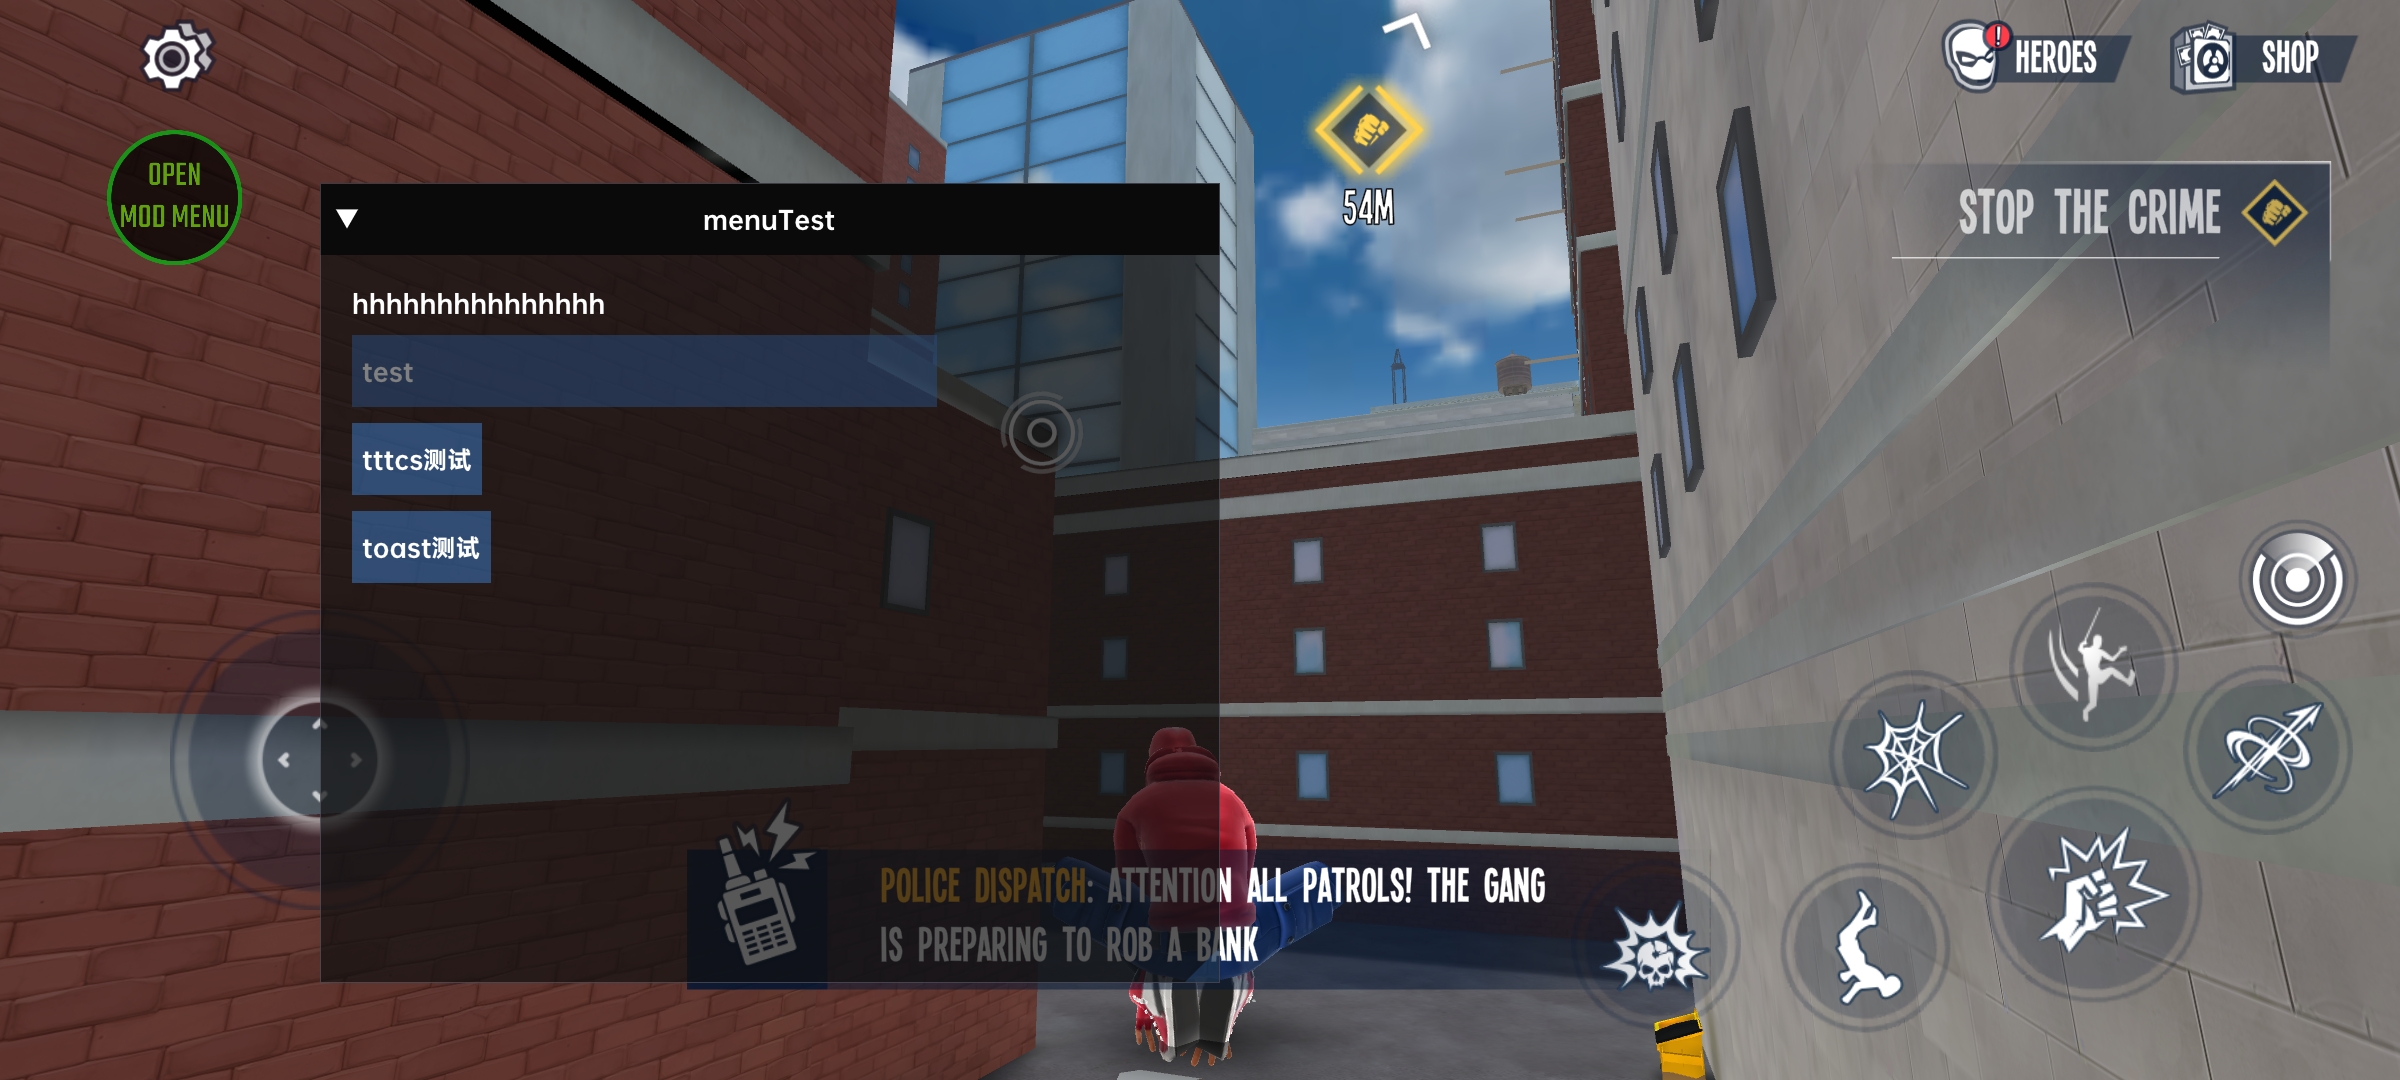 HEROES
SHOP
OPEN
MOD MENU
54M
STOP THE CRIME
menuTest
hhhhhhhhhhhhhhh
test
tttcs测试
toast测试
POLICE DISPATCH: ATTENTION ALL PATROLS! THE GANG
IS PREPARING TO ROB A BANK